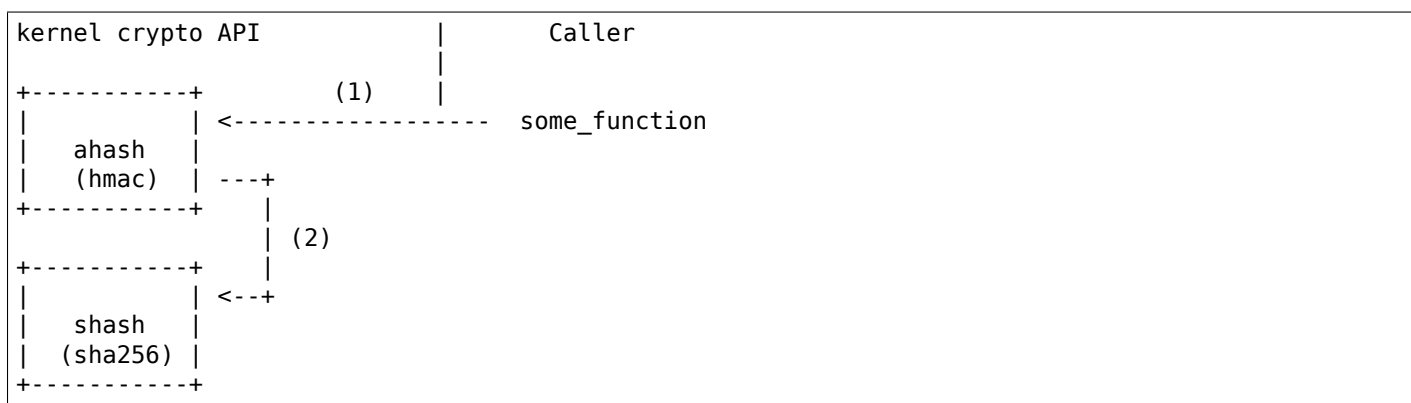 kernel crypto API                |       Caller
                                 |
+-----------+         (1)        |
|           | <------------------  some_function
|   ahash   |
|   (hmac)  | ---+
+-----------+    |
                 | (2)
+-----------+    |
|           | <--+
|   shash   |
|  (sha256) |
+-----------+